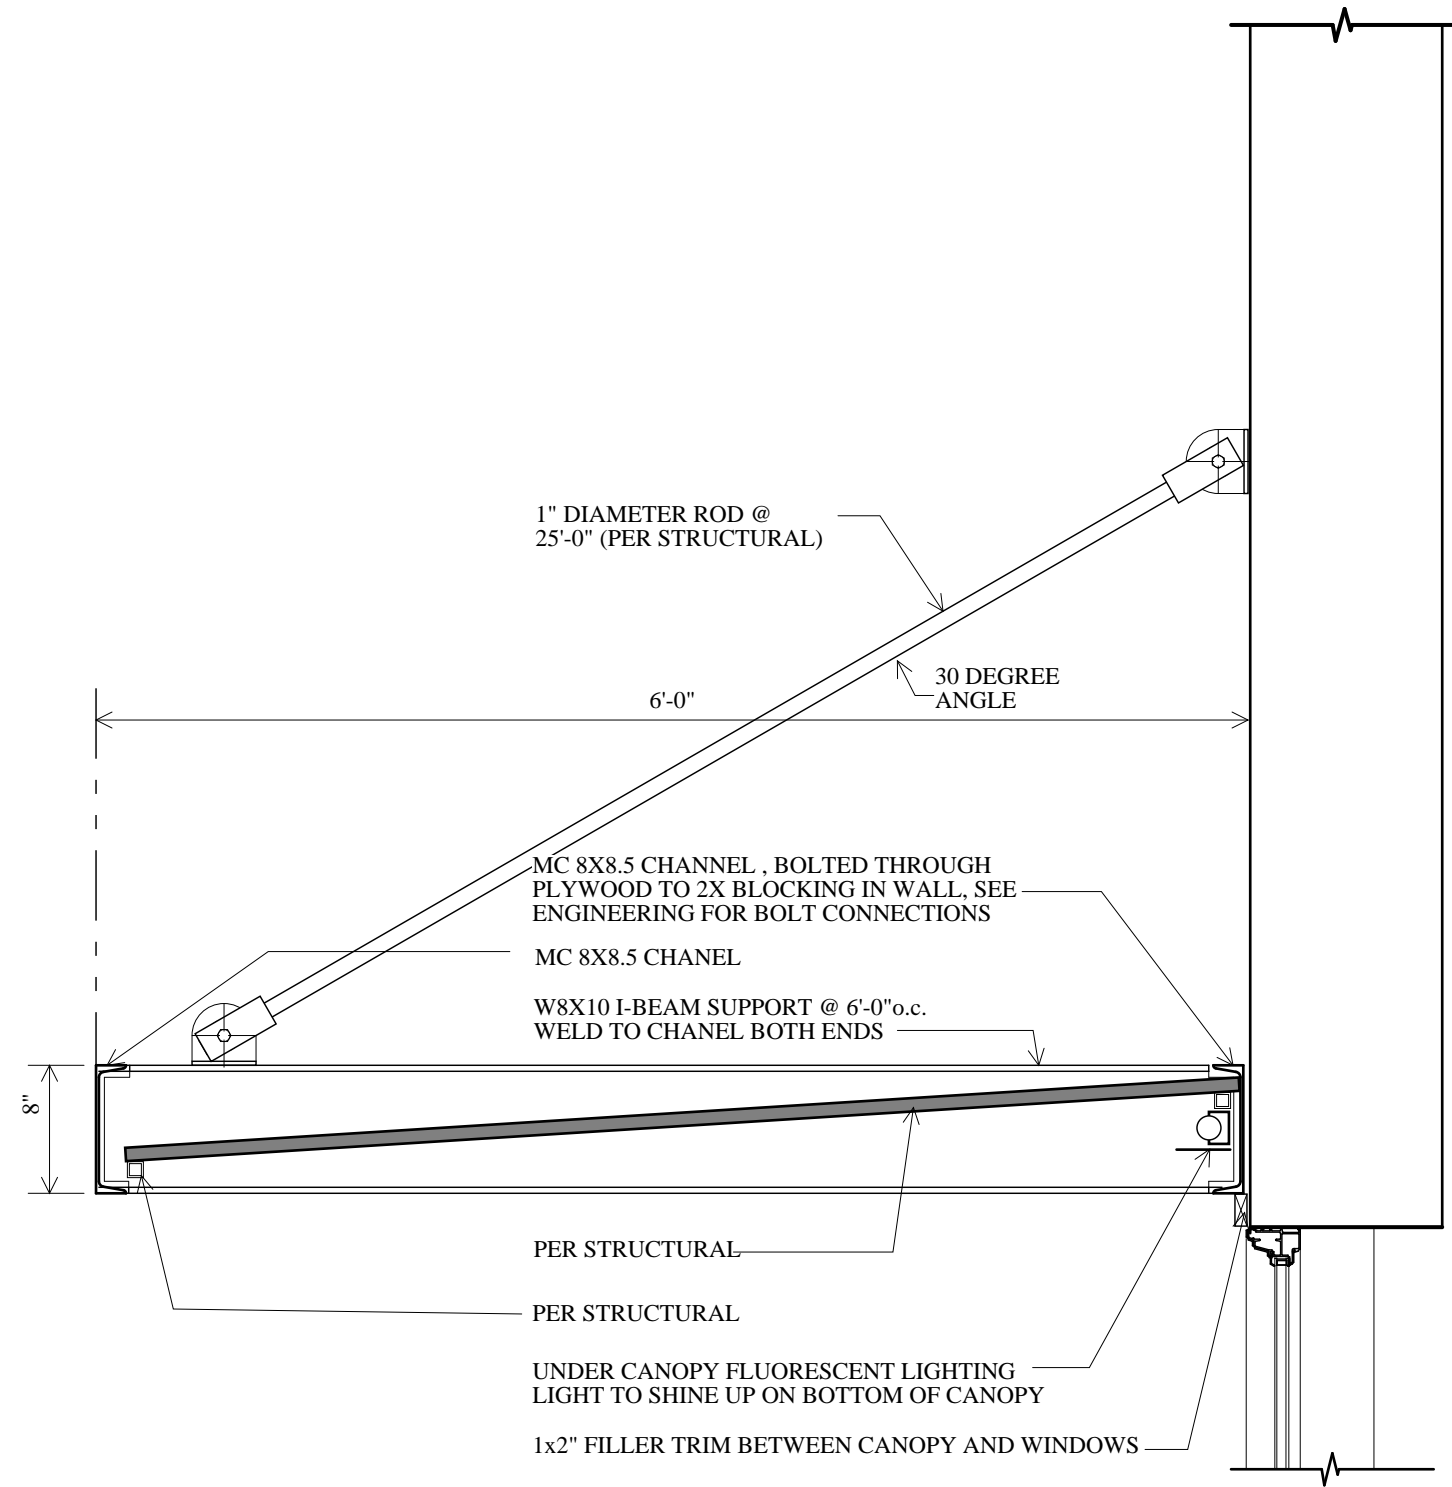 1" DIAMETER ROD @
25'-0" (PER STRUCTURAL)
30 DEGREE
ANGLE
6'-0"
MC 8X8.5 CHANNEL , BOLTED THROUGH
PLYWOOD TO 2X BLOCKING IN WALL, SEE
ENGINEERING FOR BOLT CONNECTIONS
MC 8X8.5 CHANEL
W8X10 I-BEAM SUPPORT @ 6'-0"o.c.
WELD TO CHANEL BOTH ENDS
8"
PER STRUCTURAL
PER STRUCTURAL
UNDER CANOPY FLUORESCENT LIGHTING
LIGHT TO SHINE UP ON BOTTOM OF CANOPY
1x2" FILLER TRIM BETWEEN CANOPY AND WINDOWS